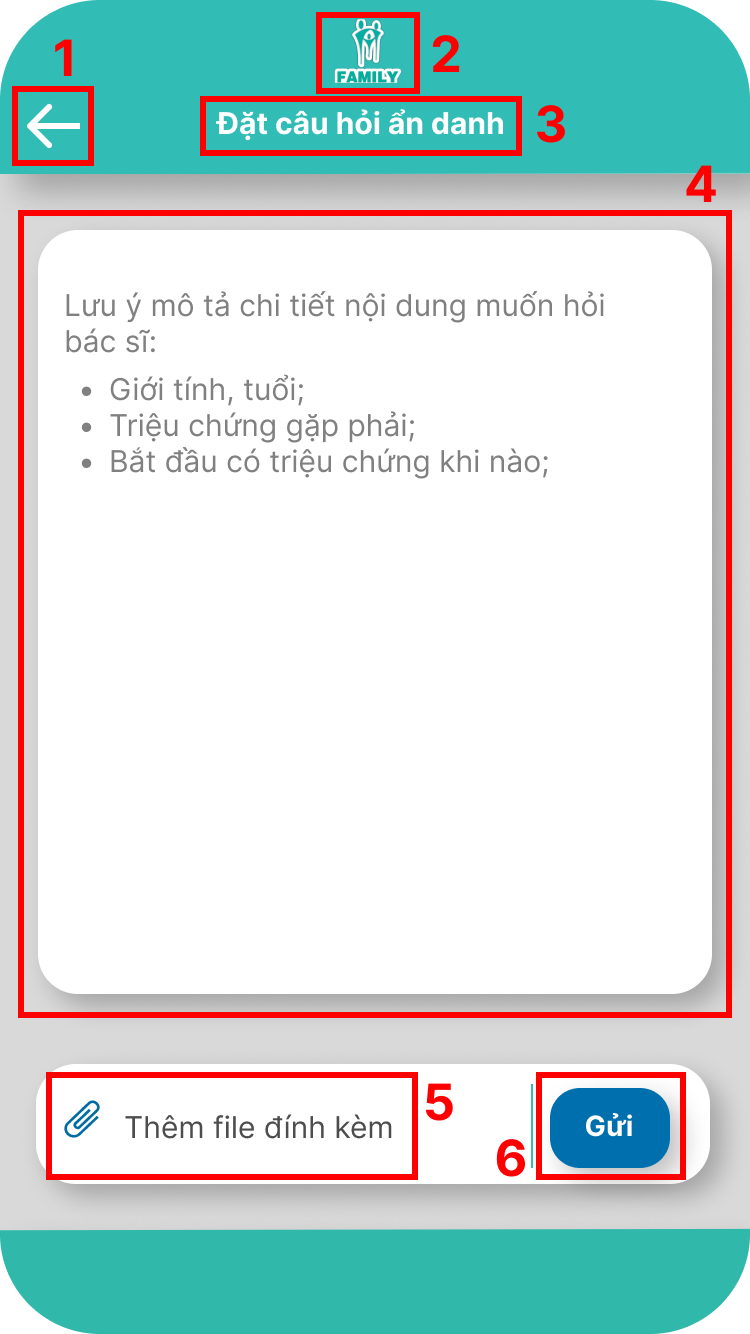 1
FAMILY
2
Đặt câu hỏi ẩn danh
3
4
Lưu ý mô tả chi tiết nội dung muốn hỏi
bác sĩ:
• Giới tính, tuổi;
• Triệu chứng gặp phải;
• Bắt đầu có triệu chứng khi nào;
Thêm file đính kèm
5
6
Gửi